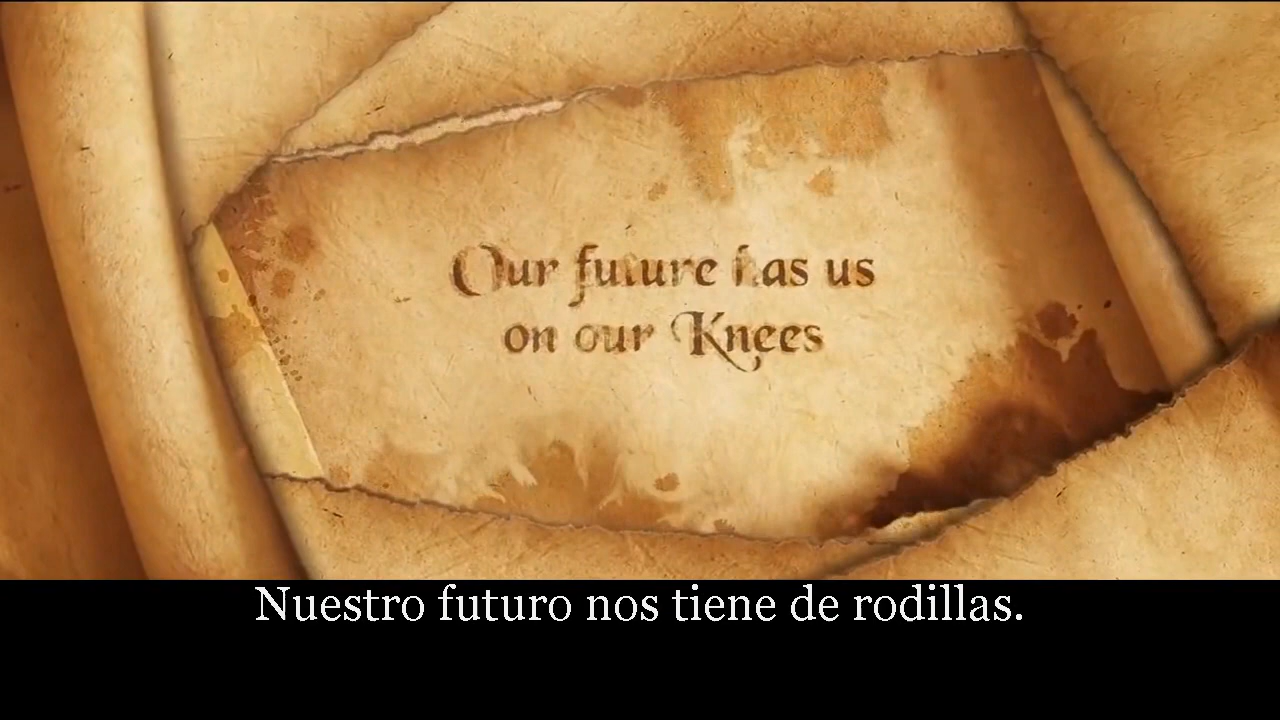 Our future has us
on our Knees
Nuestro futuro nos tiene de rodillas.